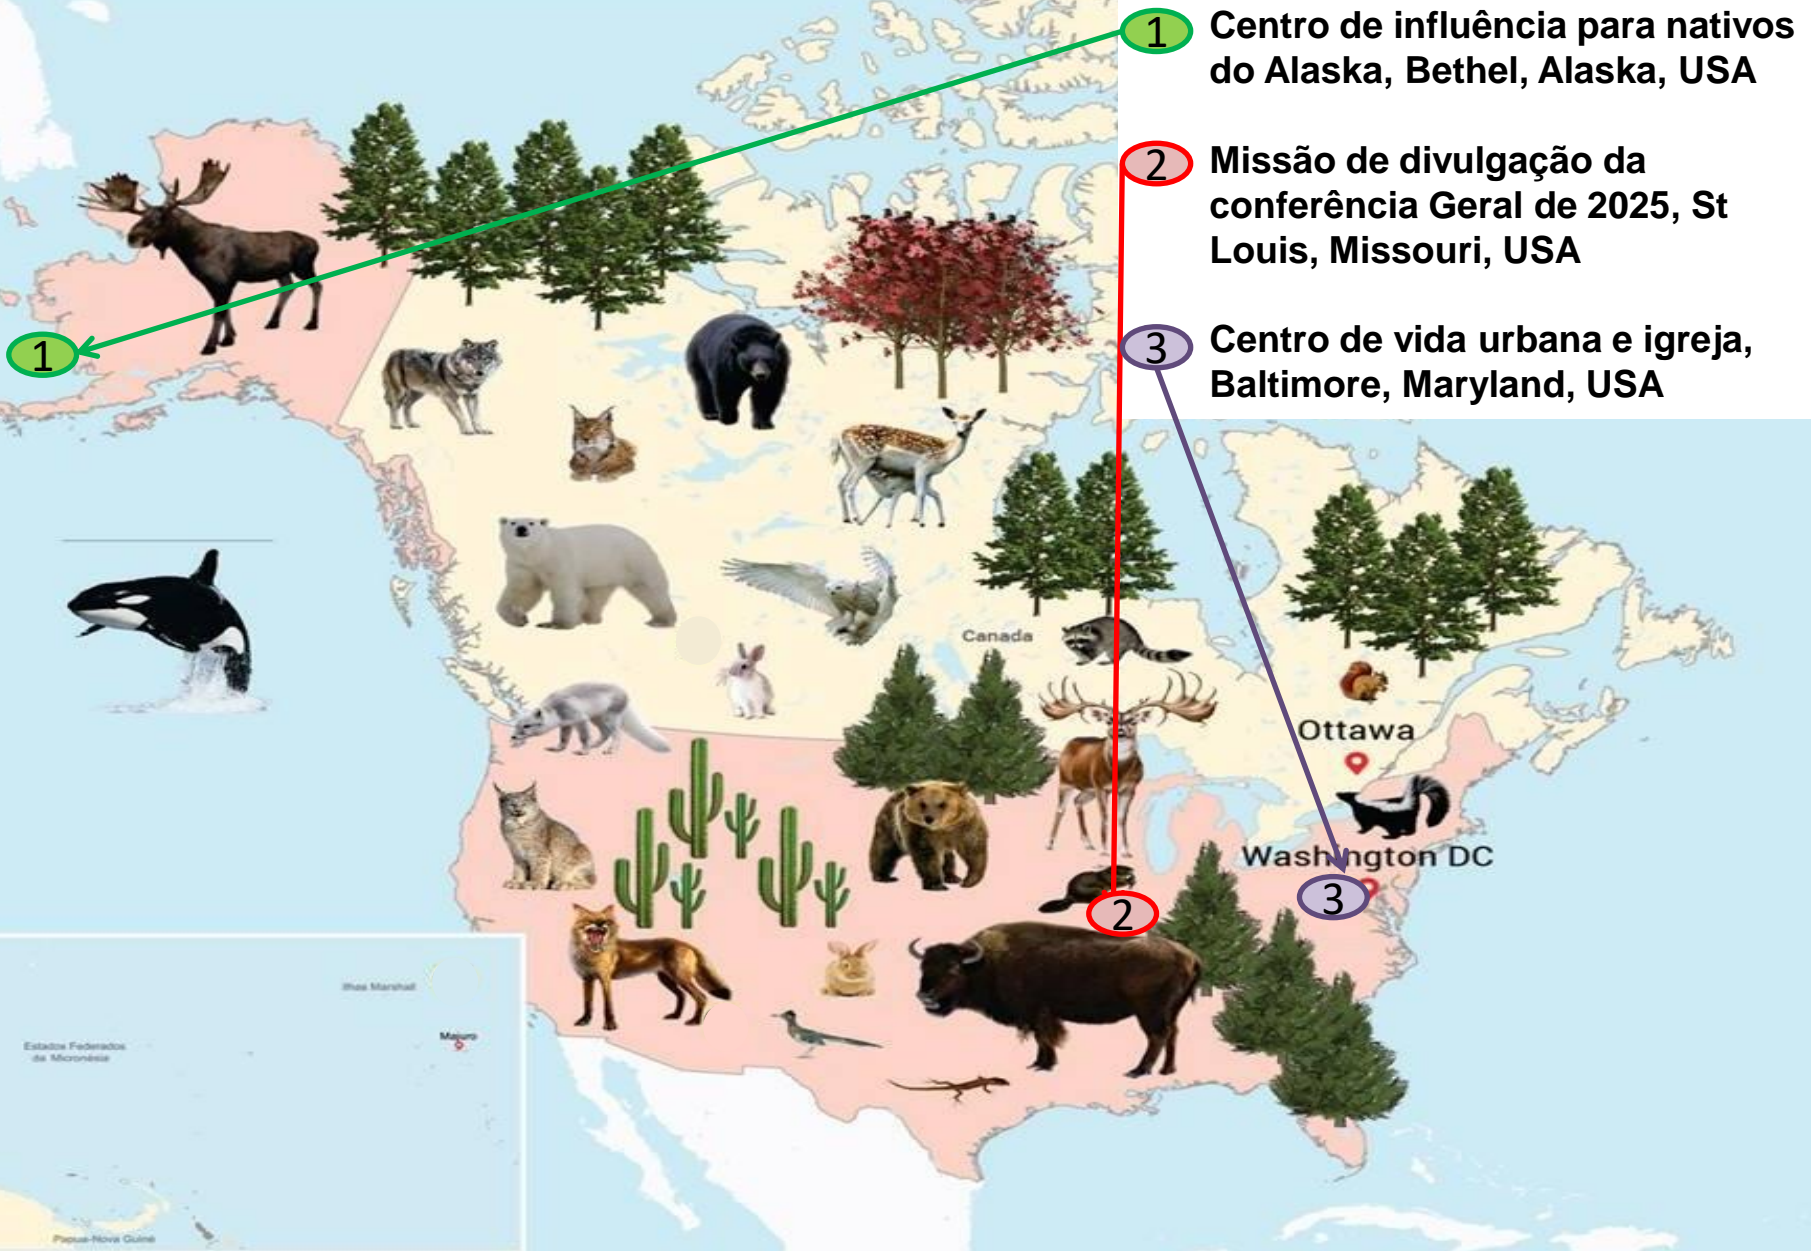 1 Centro de influência para nativos
do Alaska, Bethel, Alaska, USA
2 Missão de divulgação da
conferência Geral de 2025, St
Louis, Missouri, USA
3 Centro de vida urbana e igreja,
Baltimore, Maryland, USA
1
Canada
Ottawa
Washington DC
3
2
Ilhas Marshall
Majuro
Estados Federados
da Micronésia
Papua-Nova Guiné